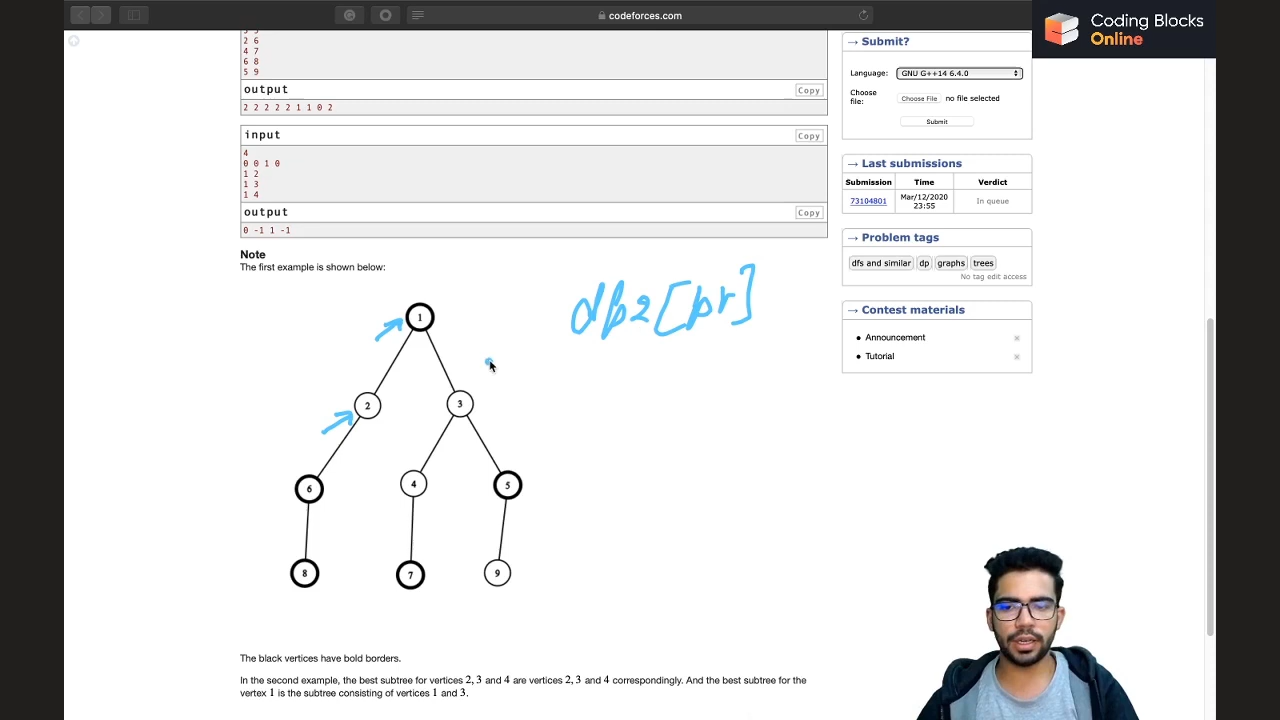 codeforces.com
Coding Blocks
Online
2 6
4 7
6 8
5 9
output
Copy
2 2 2 2 2 1 1 0 2
input
Copy
4
0 0 1 0
1 2
1 3
1 4
output
Copy
0 -1 1 -1
Note
The first example is shown below:
dp2[pr]
1
2
3
6
4
5
8
7
9
The black vertices have bold borders.
In the second example, the best subtree for vertices 2, 3 and 4 are vertices 2, 3 and 4 correspondingly. And the best subtree for the
vertex 1 is the subtree consisting of vertices 1 and 3.
→ Submit?
Language: GNU G++14 6.4.0
Choose
file: Choose File no file selected
Submit
→ Last submissions
Submission Time Verdict
73104801 Mar/12/2020
23:55 In queue
→ Problem tags
dfs and similar dp graphs trees
No tag edit access
→ Contest materials
Announcement
Tutorial